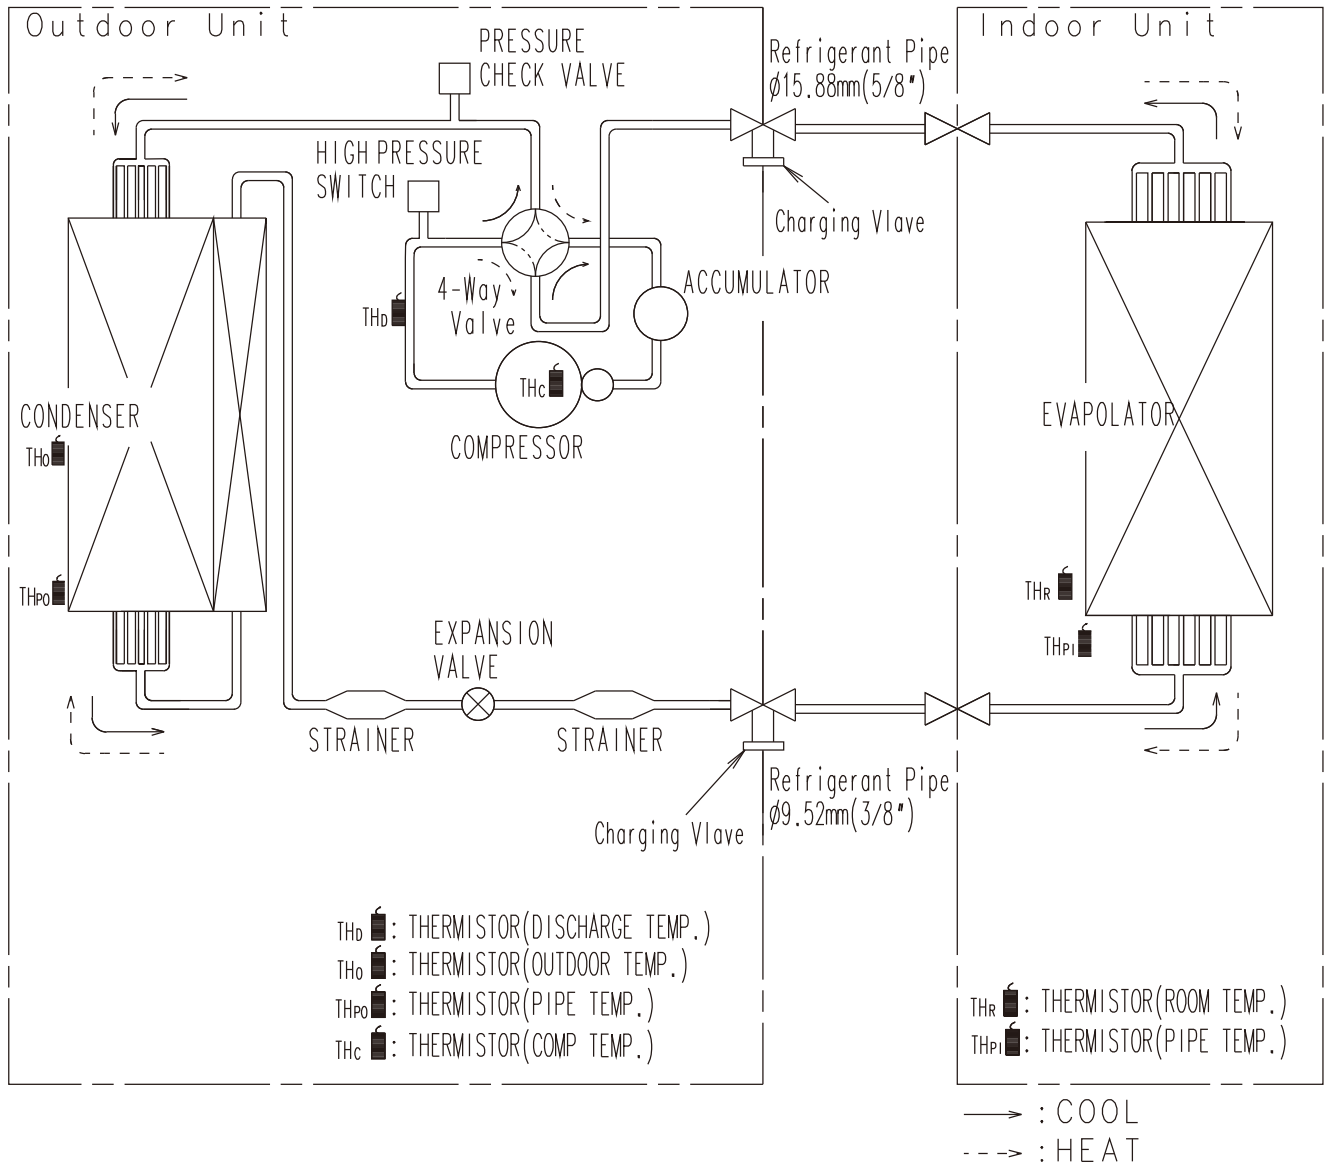 Outdoor Unit
Indoor Unit
PRESSURE
CHECK VALVE
Refrigerant Pipe
Ø15.88mm(5/8")
HIGH PRESSURE
SWITCH
Charging Vlave
4-Way
Valve
ACCUMULATOR
THD
THC
COMPRESSOR
CONDENSER
THO
THPO
EVAPOLATOR
THR
THPI
EXPANSION
VALVE
STRAINER
STRAINER
Refrigerant Pipe
Ø9.52mm(3/8")
Charging Vlave
THD : THERMISTOR(DISCHARGE TEMP.)
THO : THERMISTOR(OUTDOOR TEMP.)
THPO : THERMISTOR(PIPE TEMP.)
THC : THERMISTOR(COMP TEMP.)
THR : THERMISTOR(ROOM TEMP.)
THPI : THERMISTOR(PIPE TEMP.)
: COOL
: HEAT